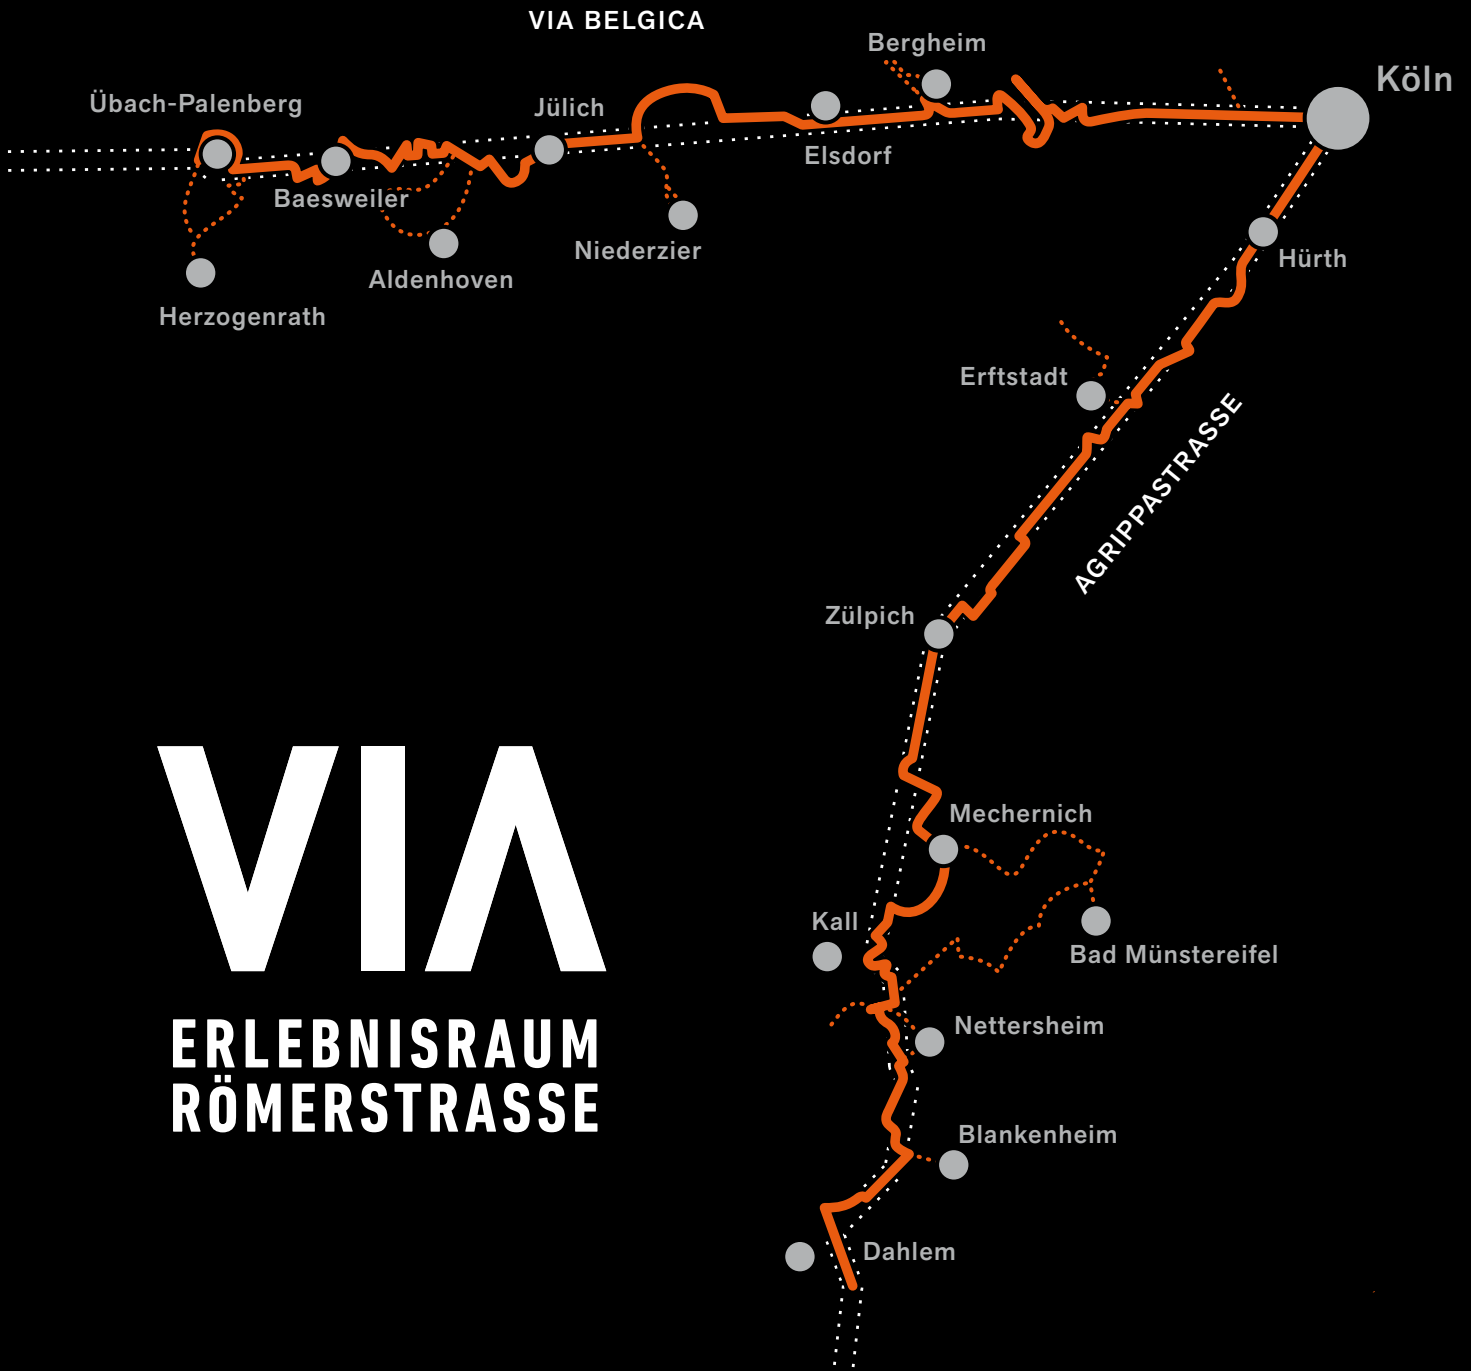 VIA BELGICA
Bergheim
Köln
Übach-Palenberg
Jülich
Elsdorf
Baesweiler
Niederzier
Hürth
Aldenhoven
Herzogenrath
Erftstadt
AGRIPPASTRASSE
Zülpich
VIA
ERLEBNISRAUM
RÖMERSTRASSE
Mechernich
Kall
Bad Münstereifel
Nettersheim
Blankenheim
Dahlem